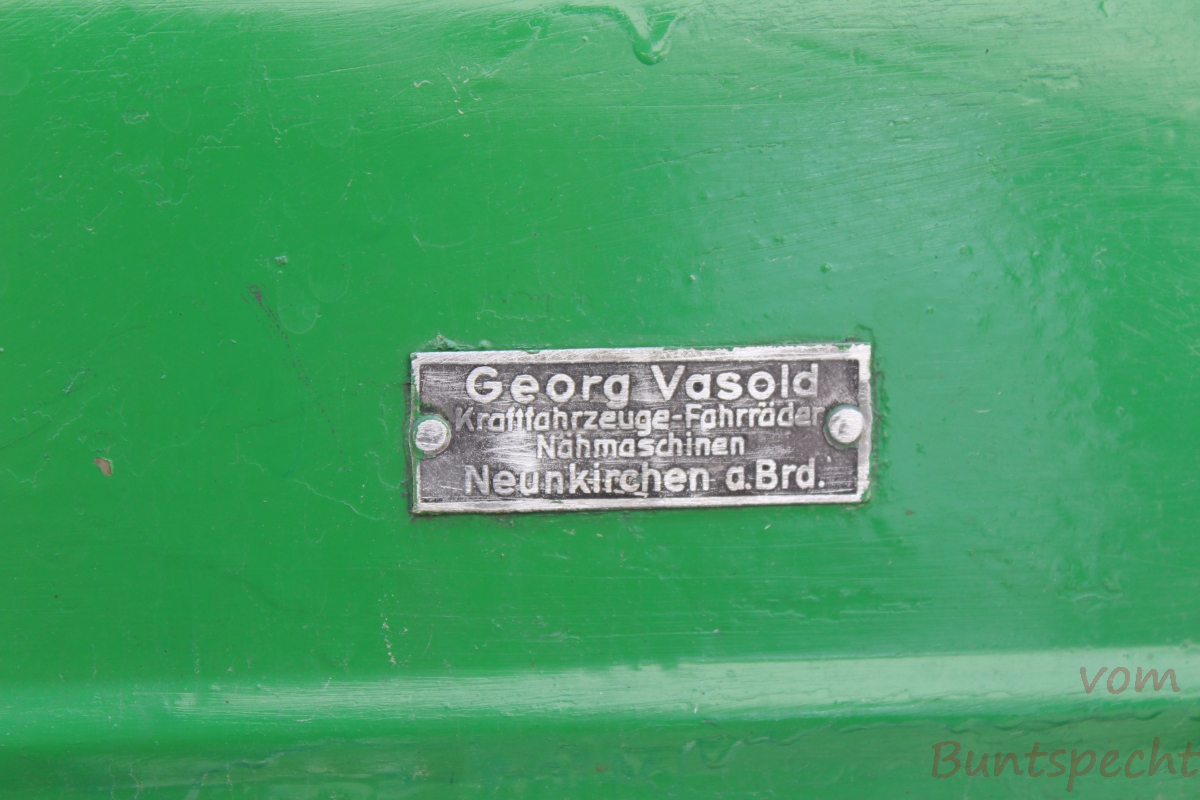 Georg Vasold
Kraftfahrzeuge-Fahrräder
Nähmaschinen
Neunkirchen a.Brd.
vom
Buntspecht